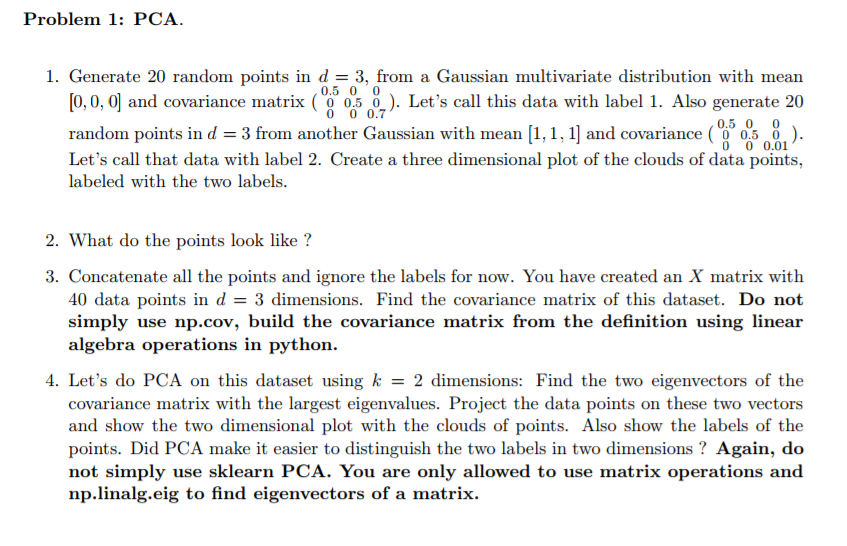 Problem 1: PCA.
1. Generate 20 random points in d = 3, from a Gaussian multivariate distribution with mean
[0, 0, 0] and covariance matrix ( 0.5 0 0 0 0.5 0 0 0 0.7 ). Let's call this data with label 1. Also generate 20
random points in d = 3 from another Gaussian with mean [1, 1, 1] and covariance ( 0.5 0 0 0 0.5 0 0 0 0.01 ).
Let's call that data with label 2. Create a three dimensional plot of the clouds of data points,
labeled with the two labels.
2. What do the points look like ?
3. Concatenate all the points and ignore the labels for now. You have created an X matrix with
40 data points in d = 3 dimensions. Find the covariance matrix of this dataset. Do not
simply use np.cov, build the covariance matrix from the definition using linear
algebra operations in python.
4. Let's do PCA on this dataset using k = 2 dimensions: Find the two eigenvectors of the
covariance matrix with the largest eigenvalues. Project the data points on these two vectors
and show the two dimensional plot with the clouds of points. Also show the labels of the
points. Did PCA make it easier to distinguish the two labels in two dimensions ? Again, do
not simply use sklearn PCA. You are only allowed to use matrix operations and
np.linalg.eig to find eigenvectors of a matrix.